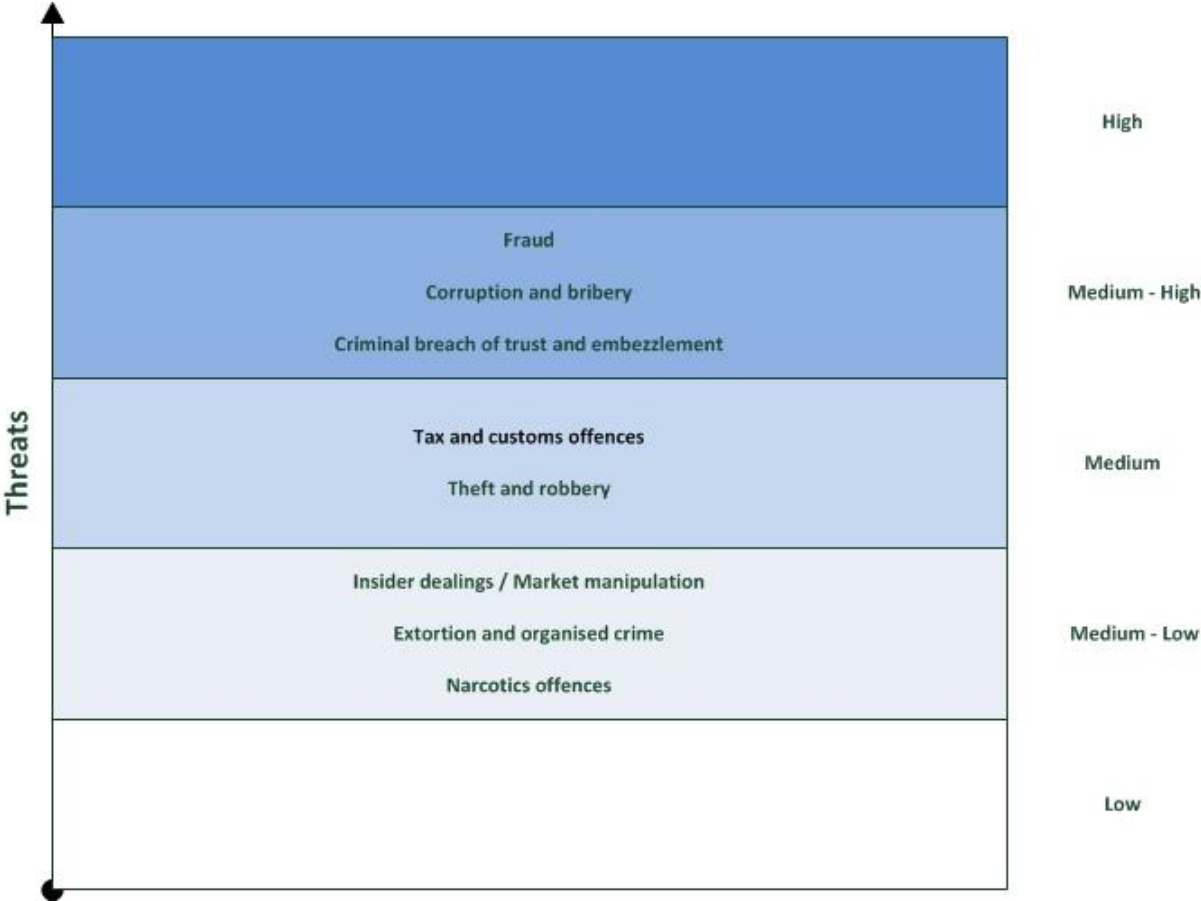 High
Fraud
Corruption and bribery
Medium - High
Criminal breach of trust and embezzlement
Threats
Tax and customs offences
Medium
Theft and robbery
Insider dealings / Market manipulation
Extortion and organised crime
Medium - Low
Narcotics offences
Low